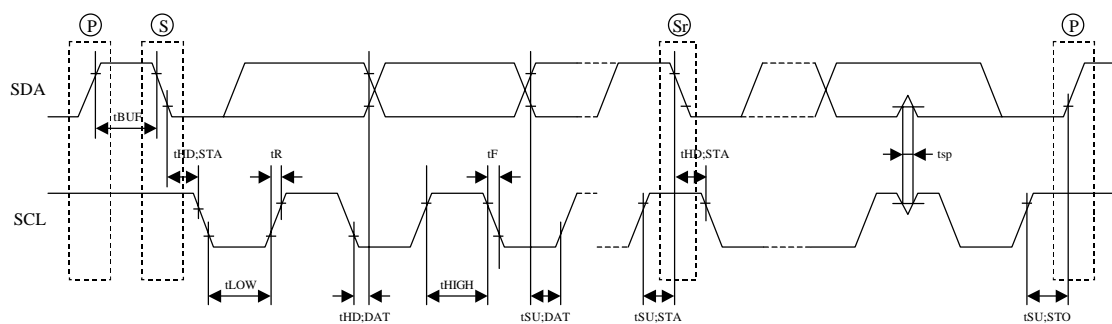 P
S
Sr
P
SDA
tBUF
tHD;STA
tR
tF
tHD;STA
tsp
SCL
tLOW
tHD;DAT
tHIGH
tSU;DAT
tSU;STA
tSU;STO